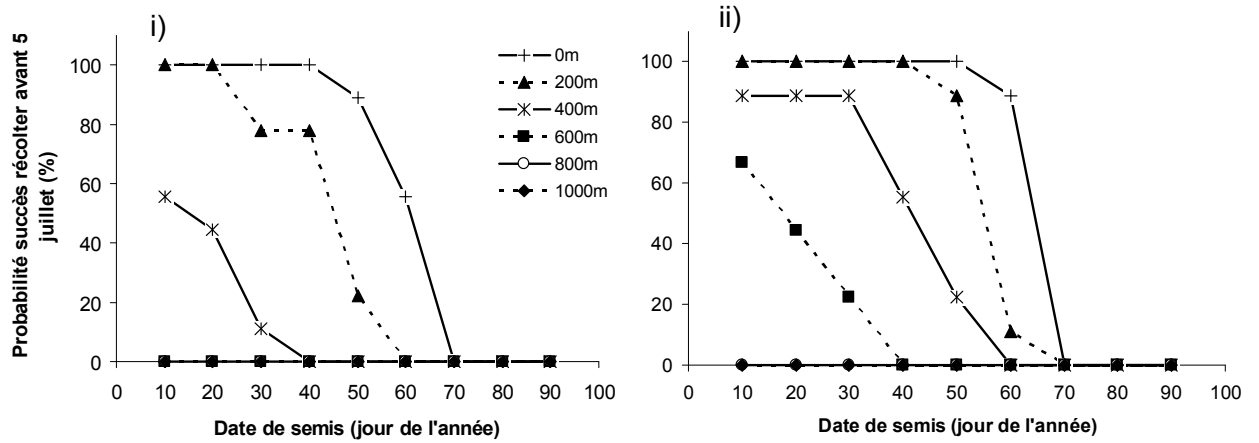 i)
ii)
Probabilité succès récolter avant 5
juillet (%)
100
80
60
40
20
0
0m
200m
400m
600m
800m
1000m
0 10 20 30 40 50 60 70 80 90 100
Date de semis (jour de l'année)
100
80
60
40
20
0
0 10 20 30 40 50 60 70 80 90 100
Date de semis (jour de l'année)